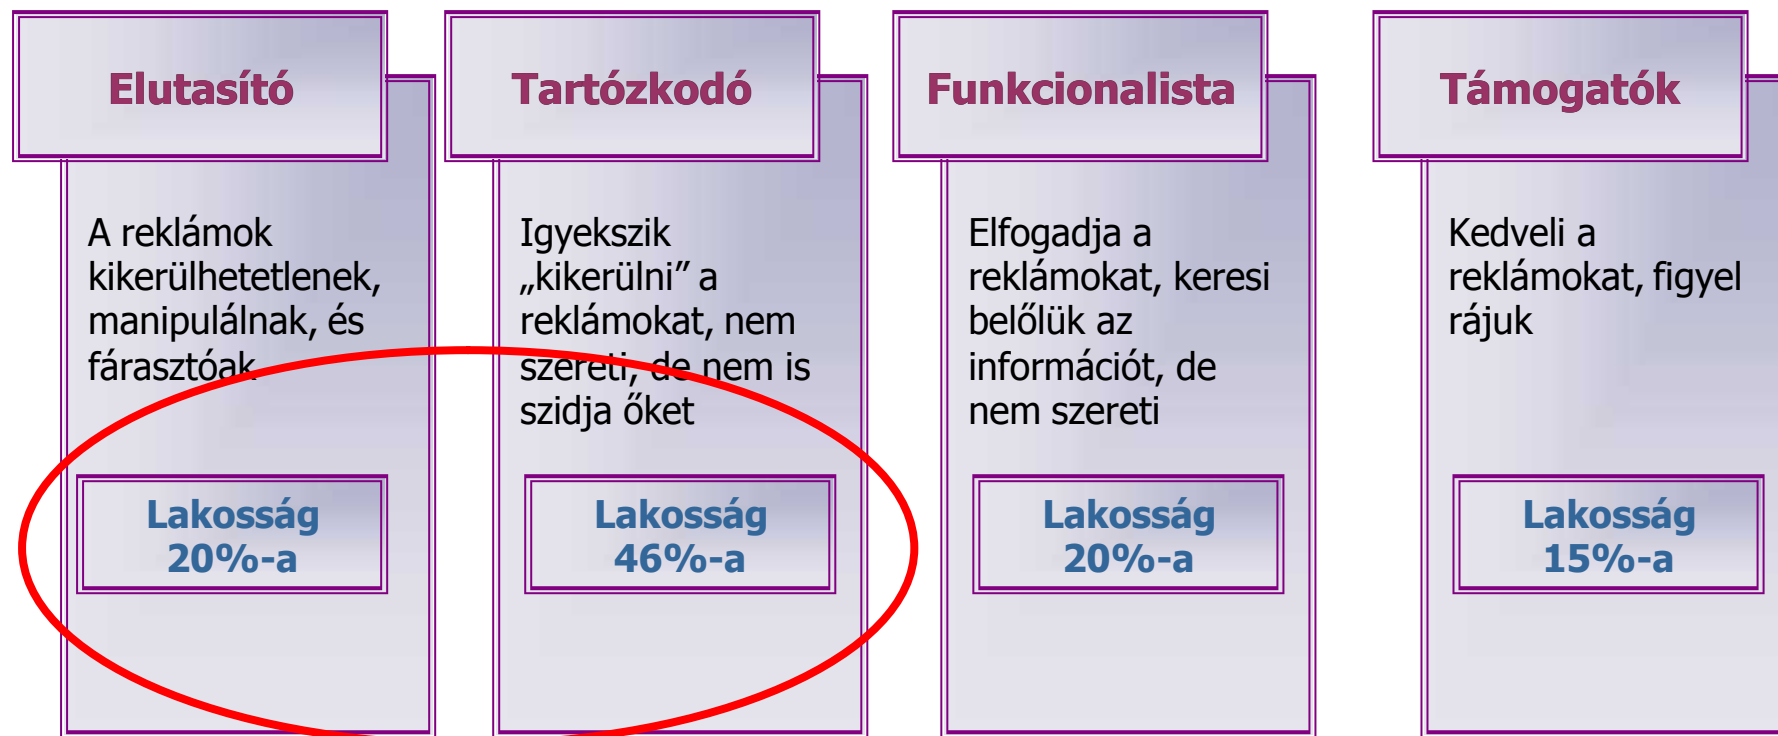 Elutasító
A reklámok
kikerülhetetlenek,
manipulálnak, és
fárasztóak
Lakosság
20%-a
Tartózkodó
Igyekszik
„kikerülni” a
reklámokat, nem
szereti, de nem is
szidja őket
Lakosság
46%-a
Funkcionalista
Elfogadja a
reklámokat, keresi
belőlük az
információt, de
nem szereti
Lakosság
20%-a
Támogatók
Kedveli a
reklámokat, figyel
rájuk
Lakosság
15%-a